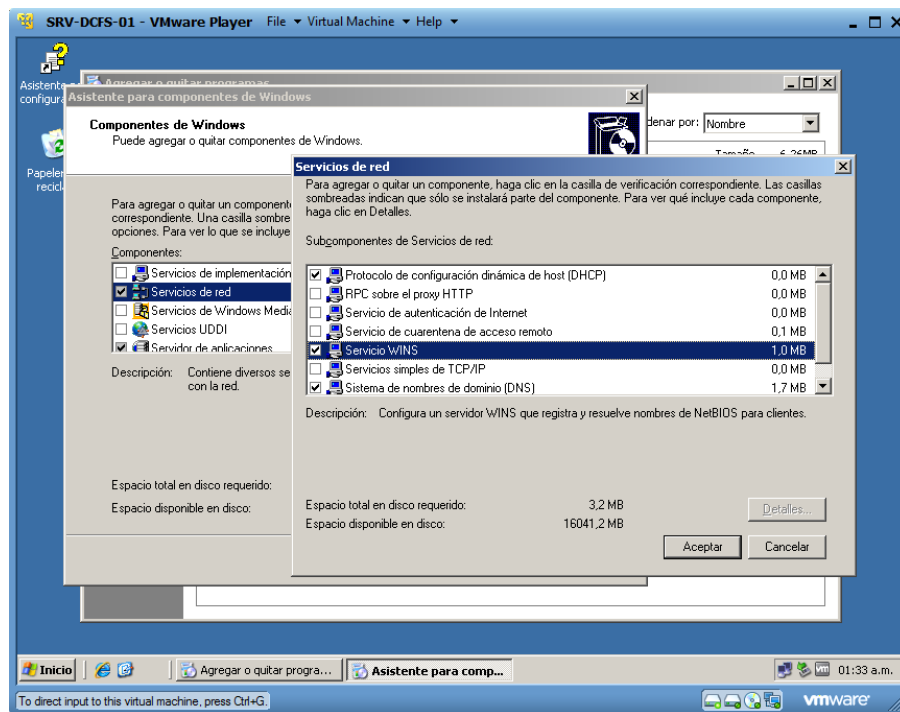 SRV-DCFS-01 - VMware Player File Virtual Machine Help
Asistente
configura
Papeler
recicl
Agregar o quitar programas
denar por: Nombre
Tamaño 6,26MB
Asistente para componentes de Windows
Componentes de Windows
Puede agregar o quitar componentes de Windows.
Para agregar o quitar un component
correspondiente. Una casilla sombre
opciones. Para ver lo que se incluye
Componentes:
Servicios de implementación
Servicios de red
Servicios de Windows Media
Servicios UDDI
Servidor de aplicaciones
Descripción: Contiene diversos se
con la red.
Espacio total en disco requerido:
Espacio disponible en disco:
Servicios de red
Para agregar o quitar un componente, haga clic en la casilla de verificación correspondiente. Las casillas
sombreadas indican que sólo se instalará parte del componente. Para ver qué incluye cada componente,
haga clic en Detalles.
Subcomponentes de Servicios de red:
Protocolo de configuración dinámica de host (DHCP) 0,0 MB
RPC sobre el proxy HTTP 0,0 MB
Servicio de autenticación de Internet 0,0 MB
Servicio de cuarentena de acceso remoto 0,1 MB
Servicio WINS 1,0 MB
Servicios simples de TCP/IP 0,0 MB
Sistema de nombres de dominio (DNS) 1,7 MB
Descripción: Configura un servidor WINS que registra y resuelve nombres de NetBIOS para clientes.
Espacio total en disco requerido: 3,2 MB
Espacio disponible en disco: 16041,2 MB
Detalles...
Aceptar Cancelar
Inicio Agregar o quitar progra... Asistente para comp... 01:33 a.m.
To direct input to this virtual machine, press Ctrl+G. vmware